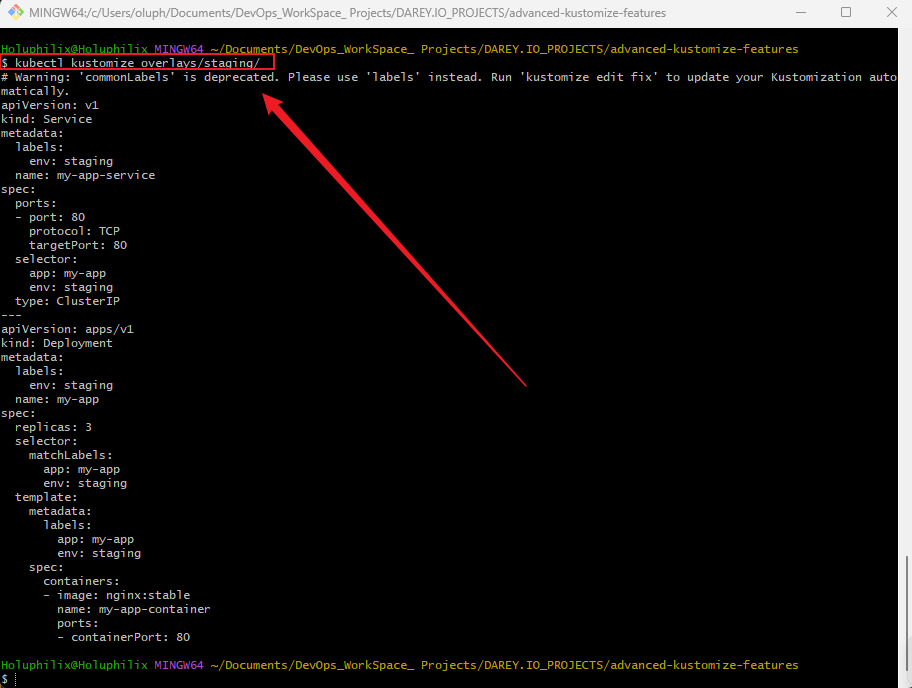 MINGW64:/c/Users/oluph/Documents/DevOps_WorkSpace_ Projects/DAREY.IO_PROJECTS/advanced-kustomize-features
Holuphilix@Holuphilix MINGW64 ~/Documents/DevOps_WorkSpace_ Projects/DAREY.IO_PROJECTS/advanced-kustomize-features
$ kubectl kustomize overlays/staging/
# Warning: 'commonLabels' is deprecated. Please use 'labels' instead. Run 'kustomize edit fix' to update your Kustomization auto
matically.
apiVersion: v1
kind: Service
metadata:
  labels:
    env: staging
  name: my-app-service
spec:
  ports:
  - port: 80
    protocol: TCP
    targetPort: 80
  selector:
    app: my-app
    env: staging
  type: ClusterIP
---
apiVersion: apps/v1
kind: Deployment
metadata:
  labels:
    env: staging
  name: my-app
spec:
  replicas: 3
  selector:
    matchLabels:
      app: my-app
      env: staging
  template:
    metadata:
      labels:
        app: my-app
        env: staging
    spec:
      containers:
      - image: nginx:stable
        name: my-app-container
        ports:
        - containerPort: 80
Holuphilix@Holuphilix MINGW64 ~/Documents/DevOps_WorkSpace_ Projects/DAREY.IO_PROJECTS/advanced-kustomize-features
$